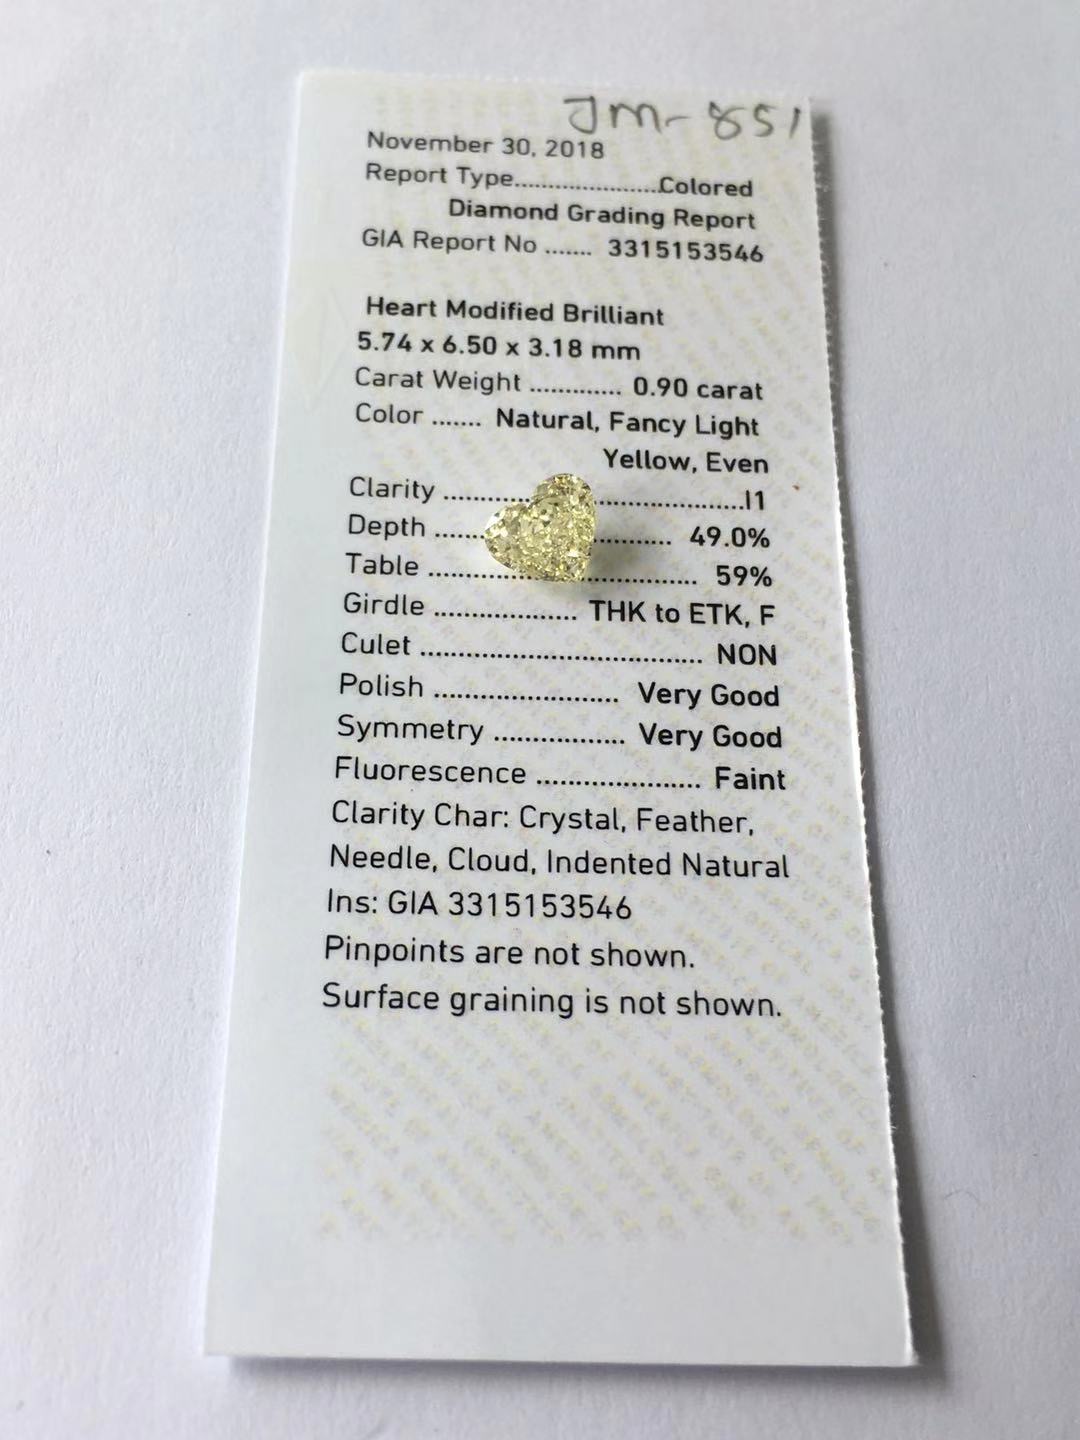 JM-851
November 30, 2018
Report Type......................Colored
Diamond Grading Report
GIA Report No ....... 3315153546
Heart Modified Brilliant
5.74 x 6.50 x 3.18 mm
Carat Weight ............. 0.90 carat
Color ....... Natural, Fancy Light
Yellow, Even
Clarity ..................................I1
Depth .............................. 49.0%
Table .................................. 59%
Girdle ................... THK to ETK, F
Culet ..................................... NON
Polish ........................ Very Good
Symmetry ................. Very Good
Fluorescence ..................... Faint
Clarity Char: Crystal, Feather,
Needle, Cloud, Indented Natural
Ins: GIA 3315153546
Pinpoints are not shown.
Surface graining is not shown.